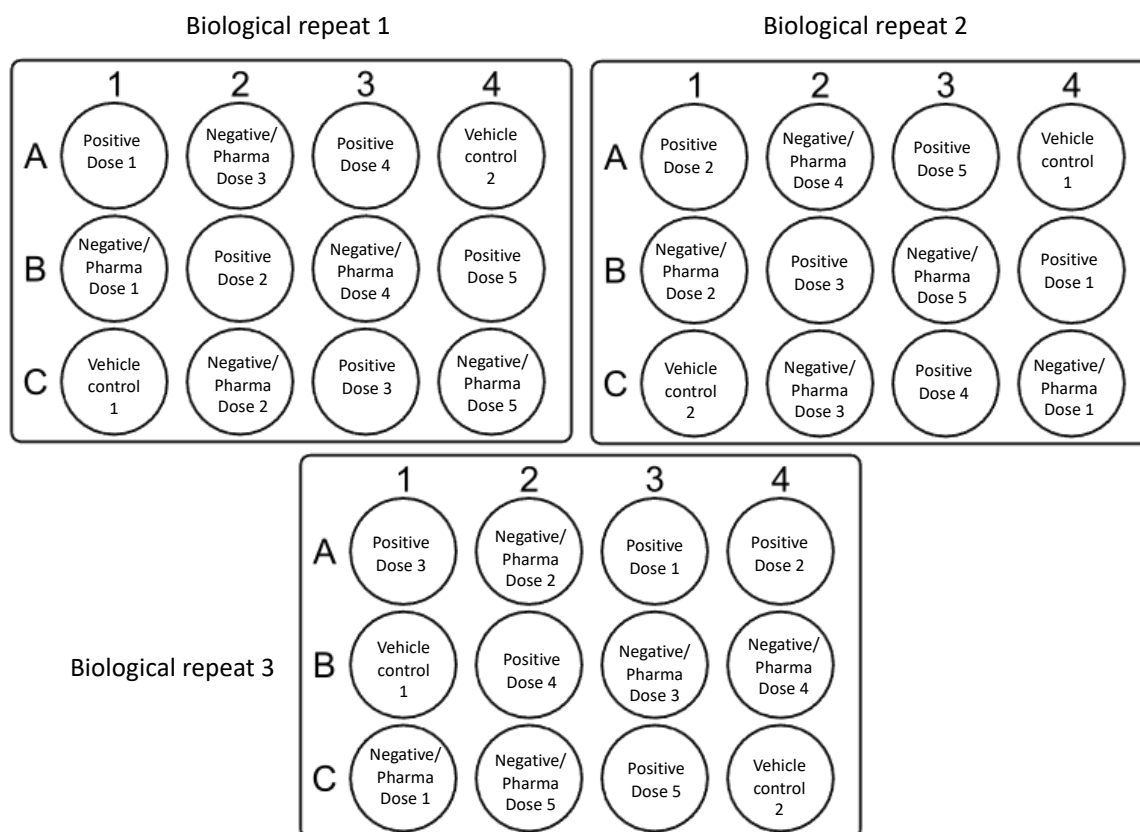 Biological repeat 1
1 2 3 4
A
Positive
Dose 1
Negative/
Pharma
Dose 3
Positive
Dose 4
Vehicle
control
2
B
Negative/
Pharma
Dose 1
Positive
Dose 2
Negative/
Pharma
Dose 4
Positive
Dose 5
C
Vehicle
control
1
Negative/
Pharma
Dose 2
Positive
Dose 3
Negative/
Pharma
Dose 5
Biological repeat 2
1 2 3 4
A
Positive
Dose 2
Negative/
Pharma
Dose 4
Positive
Dose 5
Vehicle
control
1
B
Negative/
Pharma
Dose 2
Positive
Dose 3
Negative/
Pharma
Dose 5
Positive
Dose 1
C
Vehicle
control
2
Negative/
Pharma
Dose 3
Positive
Dose 4
Negative/
Pharma
Dose 1
Biological repeat 3
1 2 3 4
A
Positive
Dose 3
Negative/
Pharma
Dose 2
Positive
Dose 1
Positive
Dose 2
B
Vehicle
control
1
Positive
Dose 4
Negative/
Pharma
Dose 3
Negative/
Pharma
Dose 4
C
Negative/
Pharma
Dose 1
Negative/
Pharma
Dose 5
Positive
Dose 5
Vehicle
control
2